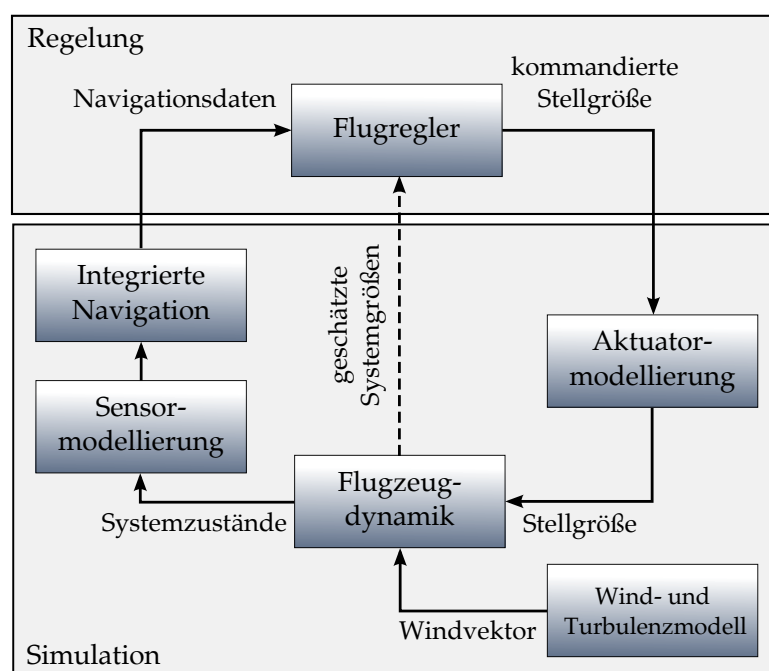 Regelung
kommandierte
Stellgröße
Navigationsdaten
Flugregler
Integrierte
Navigation
geschätzte
Systemgrößen
Aktuator-
modellierung
Sensor-
modellierung
Flugzeug-
dynamik
Systemzustände
Stellgröße
Wind- und
Turbulenzmodell
Windvektor
Simulation